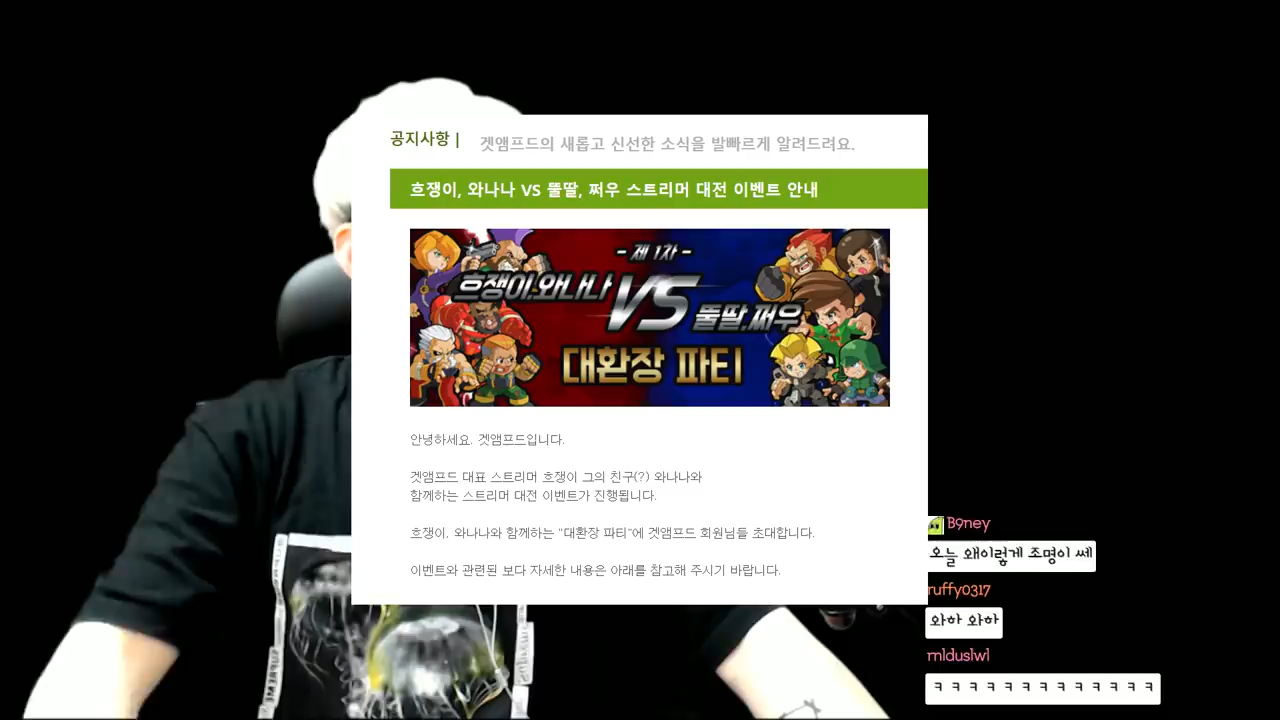 공지사항 | 겟앰프드의 새롭고 신선한 소식을 발빠르게 알려드려요.
흐쟁이, 와나나 VS 뚤딸, 쩌우 스트리머 대전 이벤트 안내
- 제 1차 -
흐쟁이,와나나 VS 뚤딸,쩌우
대환장 파티
안녕하세요. 겟앰프드입니다.
겟앰프드 대표 스트리머 흐쟁이 그의 친구(?) 와나나와
함께하는 스트리머 대전 이벤트가 진행됩니다.
흐쟁이, 와나나와 함께하는 "대환장 파티"에 겟앰프드 회원님들 초대합니다.
이벤트와 관련된 보다 자세한 내용은 아래를 참고해 주시기 바랍니다.
B9ney
오늘 왜이렇게 조명이 쎄
ruffy0317
와하 와하
rnlduslwl
ㅋㅋㅋㅋㅋㅋㅋㅋㅋㅋㅋㅋㅋ